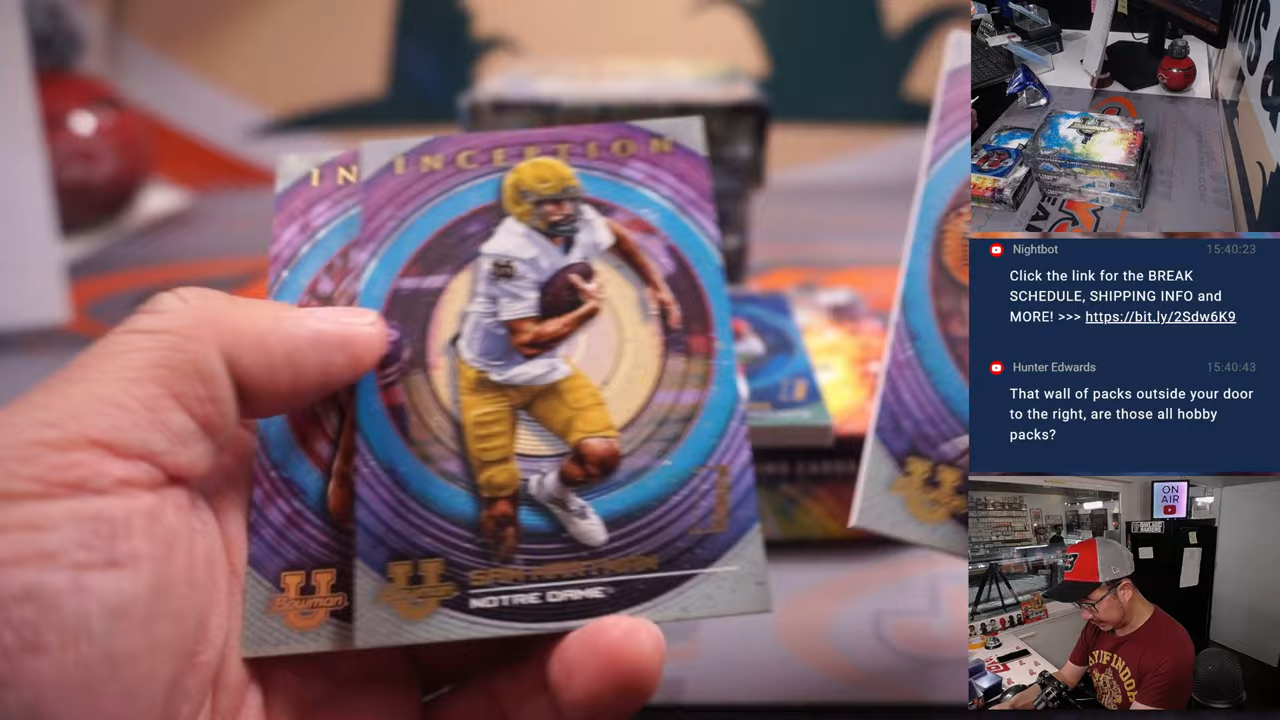 INCEPTION
IN
Bowman
NOTRE DAME
Nightbot
15:40:23
Click the link for the BREAK
SCHEDULE, SHIPPING INFO and
MORE! >>> https://bit.ly/2Sdw6K9
Hunter Edwards
15:40:43
That wall of packs outside your door
to the right, are those all hobby
packs?
ON
AIR